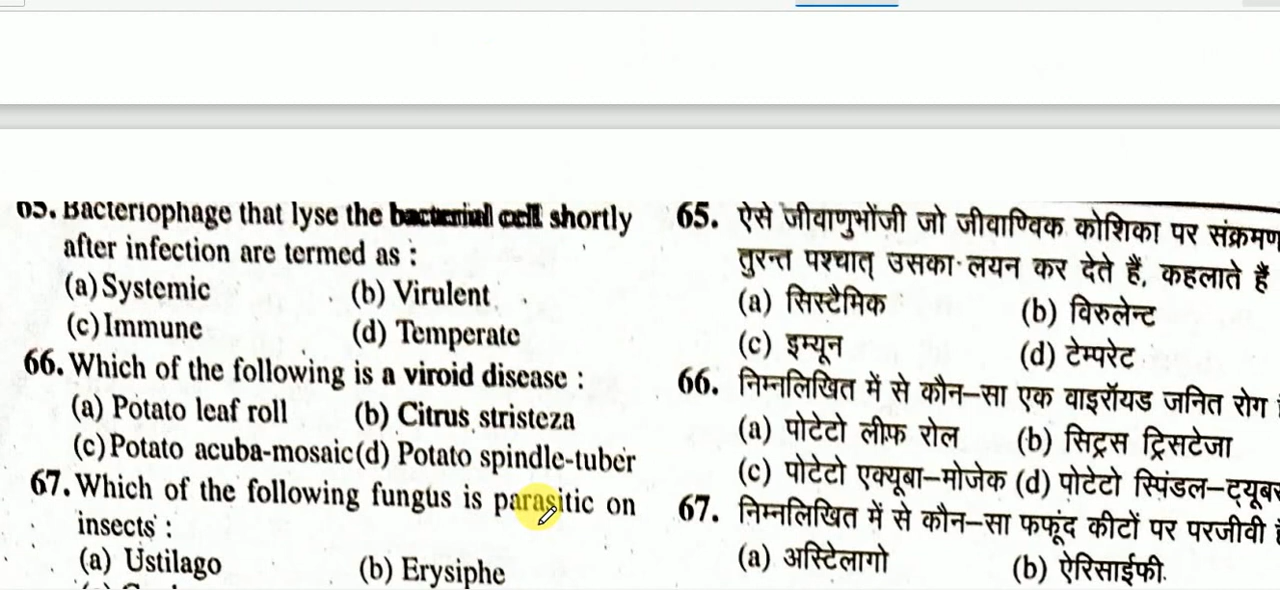 65. Bacteriophage that lyse the bacterial cell shortly
after infection are termed as :
(a) Systemic (b) Virulent
(c) Immune (d) Temperate
66. Which of the following is a viroid disease :
(a) Potato leaf roll (b) Citrus stristeza
(c) Potato acuba-mosaic (d) Potato spindle-tuber
67. Which of the following fungus is parasitic on
insects :
(a) Ustilago (b) Erysiphe
65. ऐसे जीवाणुभोंजी जो जीवाण्विक कोशिका पर संक्रमण
तुरन्त पश्चात् उसका लयन कर देते हैं, कहलाते हैं
(a) सिस्टैमिक (b) विरुलेन्ट
(c) इम्यून (d) टेम्परेट
66. निम्नलिखित में से कौन-सा एक वाइरॉयड जनित रोग
(a) पोटेटो लीफ रोल (b) सिट्रस ट्रिसटेजा
(c) पोटेटो एक्यूबा-मोजेक (d) पोटेटो स्पिंडल-ट्यूबर
67. निम्नलिखित में से कौन-सा फफूंद कीटों पर परजीवी
(a) अस्टिलागो (b) ऐरिसाईफी